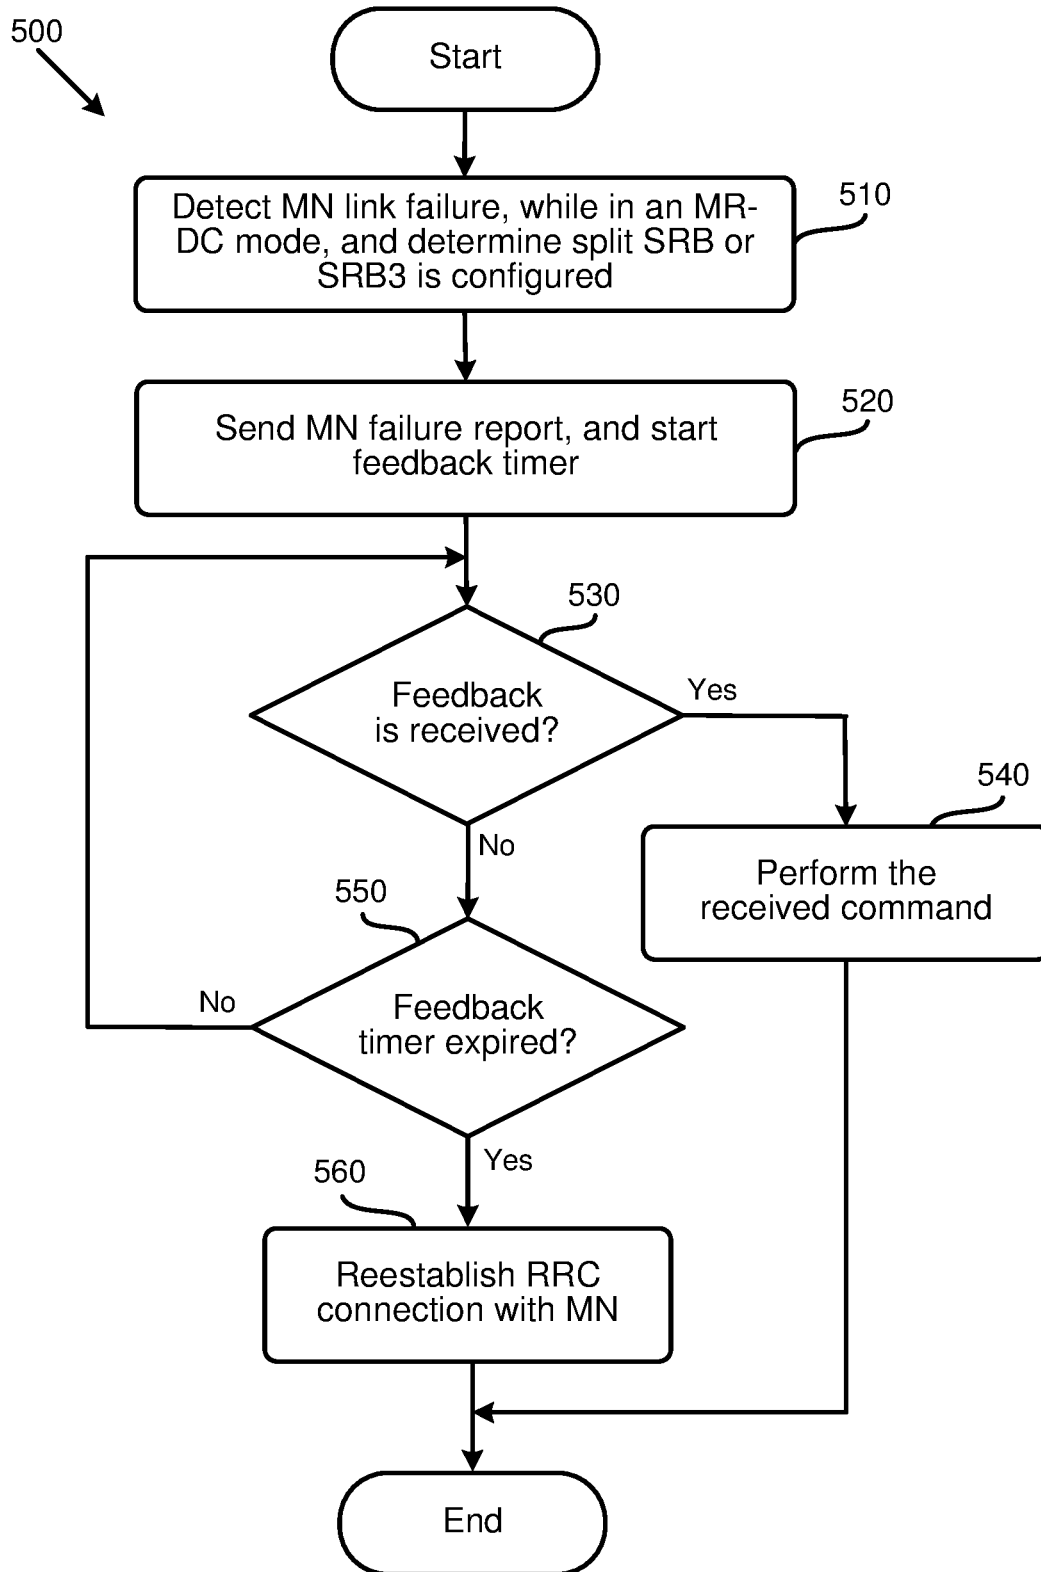 500
Start
510
Detect MN link failure, while in an MR-
DC mode, and determine split SRB or
SRB3 is configured
520
Send MN failure report, and start
feedback timer
530
Feedback
is received?
Yes
No
540
Perform the
received command
550
Feedback
timer expired?
No
Yes
560
Reestablish RRC
connection with MN
End